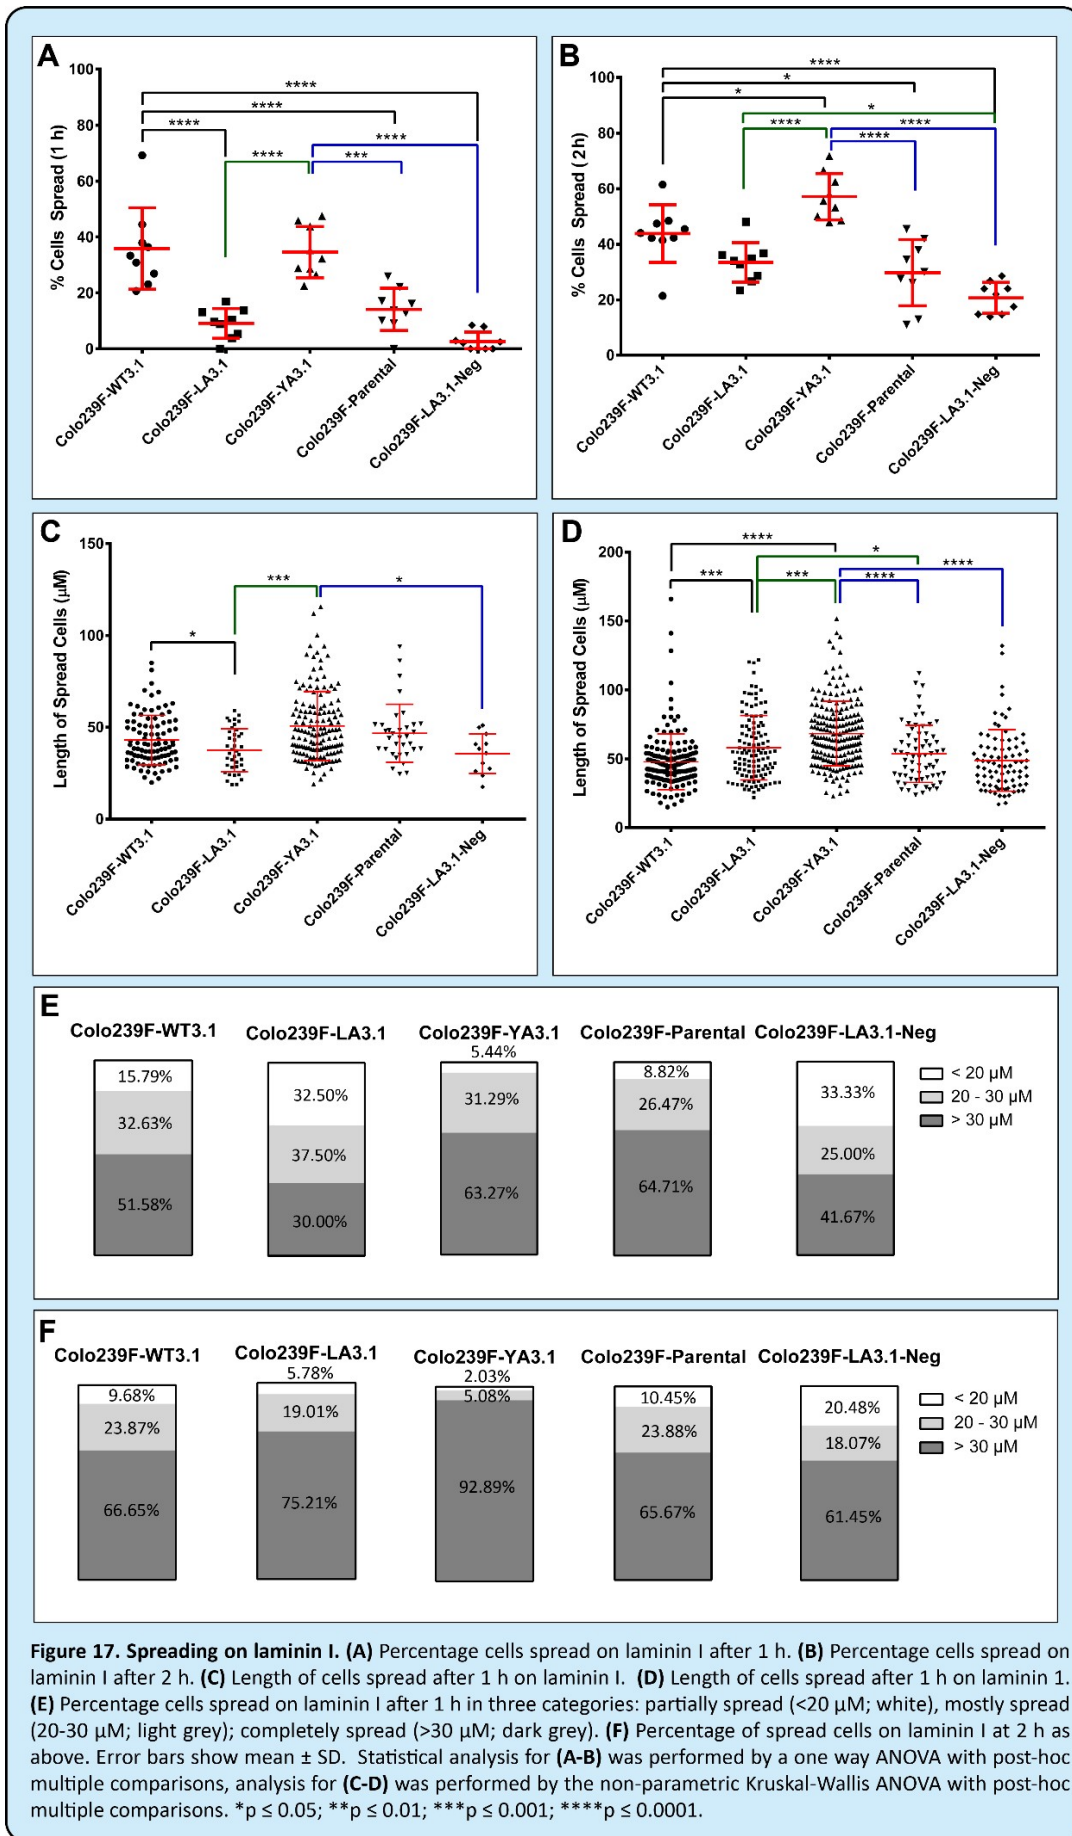 A
% Cells Spread (1 h)
100
80
60
40
20
0
****
****
****
****
****
***
Colo239F-WT3.1
Colo239F-LA3.1
Colo239F-YA3.1
Colo239F-Parental
Colo239F-LA3.1-Neg
B
% Cells Spread (2h)
100
80
60
40
20
0
****
*
*
*
****
****
****
Colo239F-WT3.1
Colo239F-LA3.1
Colo239F-YA3.1
Colo239F-Parental
Colo239F-LA3.1-Neg
C
Length of Spread Cells (µM)
150
100
50
0
***
*
*
Colo239F-WT3.1
Colo239F-LA3.1
Colo239F-YA3.1
Colo239F-Parental
Colo239F-LA3.1-Neg
D
Length of Spread Cells (µM)
200
150
100
50
0
****
*
****
***
***
****
Colo239F-WT3.1
Colo239F-LA3.1
Colo239F-YA3.1
Colo239F-Parental
Colo239F-LA3.1-Neg
E
Colo239F-WT3.1
15.79%
32.63%
51.58%
Colo239F-LA3.1
32.50%
37.50%
30.00%
Colo239F-YA3.1
5.44%
31.29%
63.27%
Colo239F-Parental
8.82%
26.47%
64.71%
Colo239F-LA3.1-Neg
33.33%
25.00%
41.67%
< 20 µM
20 - 30 µM
> 30 µM
F
Colo239F-WT3.1
9.68%
23.87%
66.65%
Colo239F-LA3.1
5.78%
19.01%
75.21%
Colo239F-YA3.1
2.03%
5.08%
92.89%
Colo239F-Parental
10.45%
23.88%
65.67%
Colo239F-LA3.1-Neg
20.48%
18.07%
61.45%
< 20 µM
20 - 30 µM
> 30 µM
Figure 17. Spreading on laminin I. (A) Percentage cells spread on laminin I after 1 h. (B) Percentage cells spread on
laminin I after 2 h. (C) Length of cells spread after 1 h on laminin I. (D) Length of cells spread after 1 h on laminin 1.
(E) Percentage cells spread on laminin I after 1 h in three categories: partially spread (<20 µM; white), mostly spread
(20-30 µM; light grey); completely spread (>30 µM; dark grey). (F) Percentage of spread cells on laminin I at 2 h as
above. Error bars show mean ± SD. Statistical analysis for (A-B) was performed by a one way ANOVA with post-hoc
multiple comparisons, analysis for (C-D) was performed by the non-parametric Kruskal-Wallis ANOVA with post-hoc
multiple comparisons. *p ≤ 0.05; **p ≤ 0.01; ***p ≤ 0.001; ****p ≤ 0.0001.